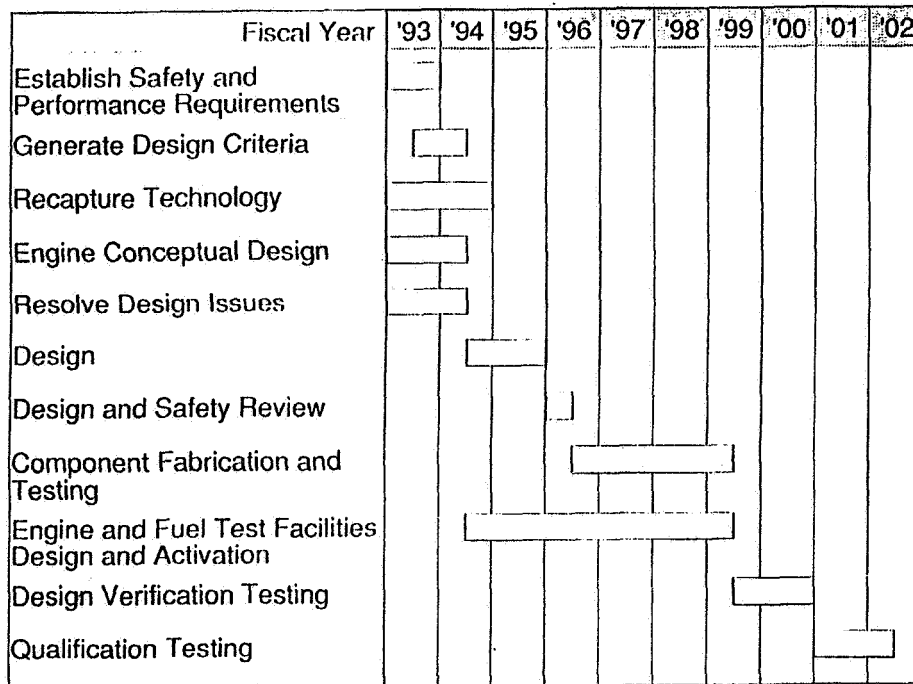 Fiscal Year '93 '94 '95 '96 '97 '98 '99 '00 '01 '02
Establish Safety and
Performance Requirements
Generate Design Criteria
Recapture Technology
Engine Conceptual Design
Resolve Design Issues
Design
Design and Safety Review
Component Fabrication and
Testing
Engine and Fuel Test Facilities
Design and Activation
Design Verification Testing
Qualification Testing